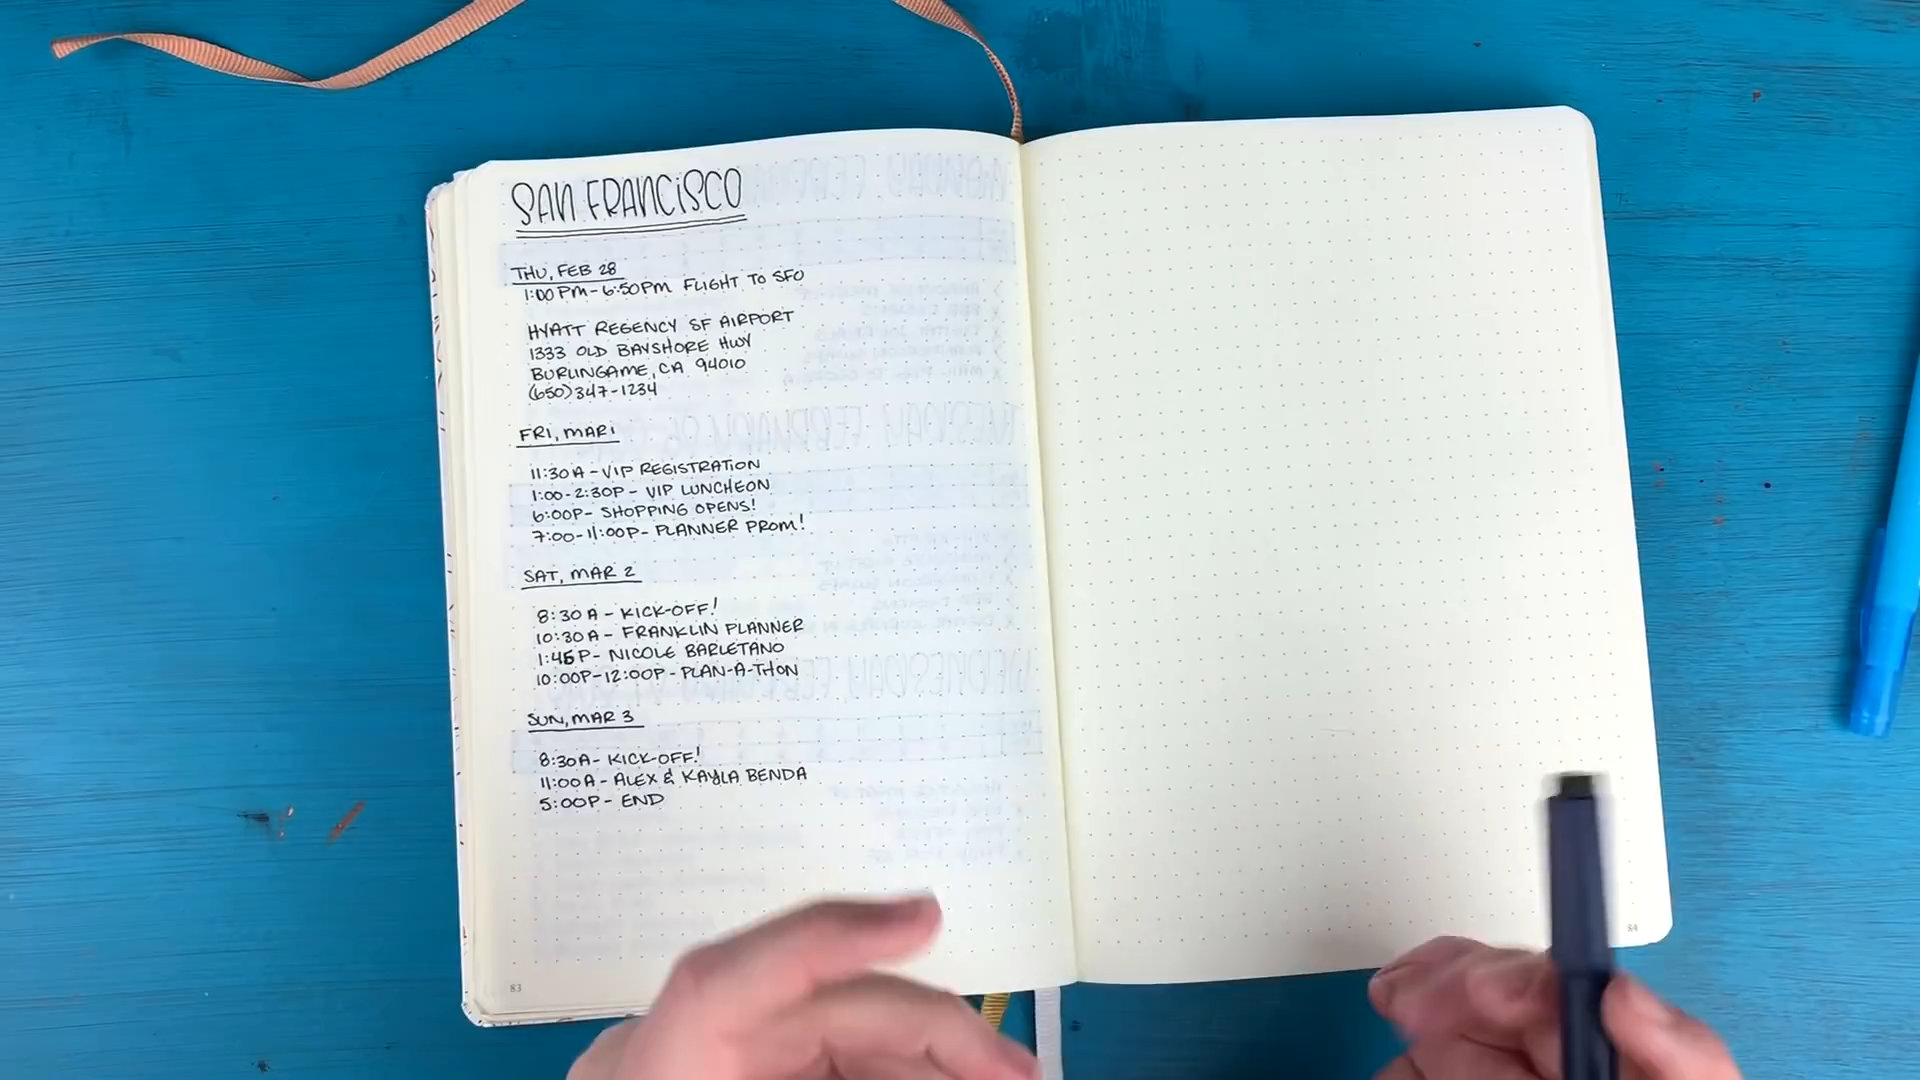 SAN FRANCiSCO
THU, FEB 28
1:00 PM - 6:50PM FLIGHT TO SFO
HYATT REGENCY SF AIRPORT
1333 OLD BAYSHORE HWY
BURLINGAME, CA 94010
(650) 347-1234
FRI, MAR 1
11:30 A - VIP REGISTRATION
1:00 - 2:30P - VIP LUNCHEON
6:00P - SHOPPING OPENS!
7:00 - 11:00P - PLANNER PROM!
SAT, MAR 2
8:30 A - KICK-OFF!
10:30 A - FRANKLIN PLANNER
1:45 P - NICOLE BARLETANO
10:00P - 12:00P - PLAN-A-THON
SUN, MAR 3
8:30A - KICK-OFF!
11:00A - ALEX & KAYLA BENDA
5:00P - END
83
84